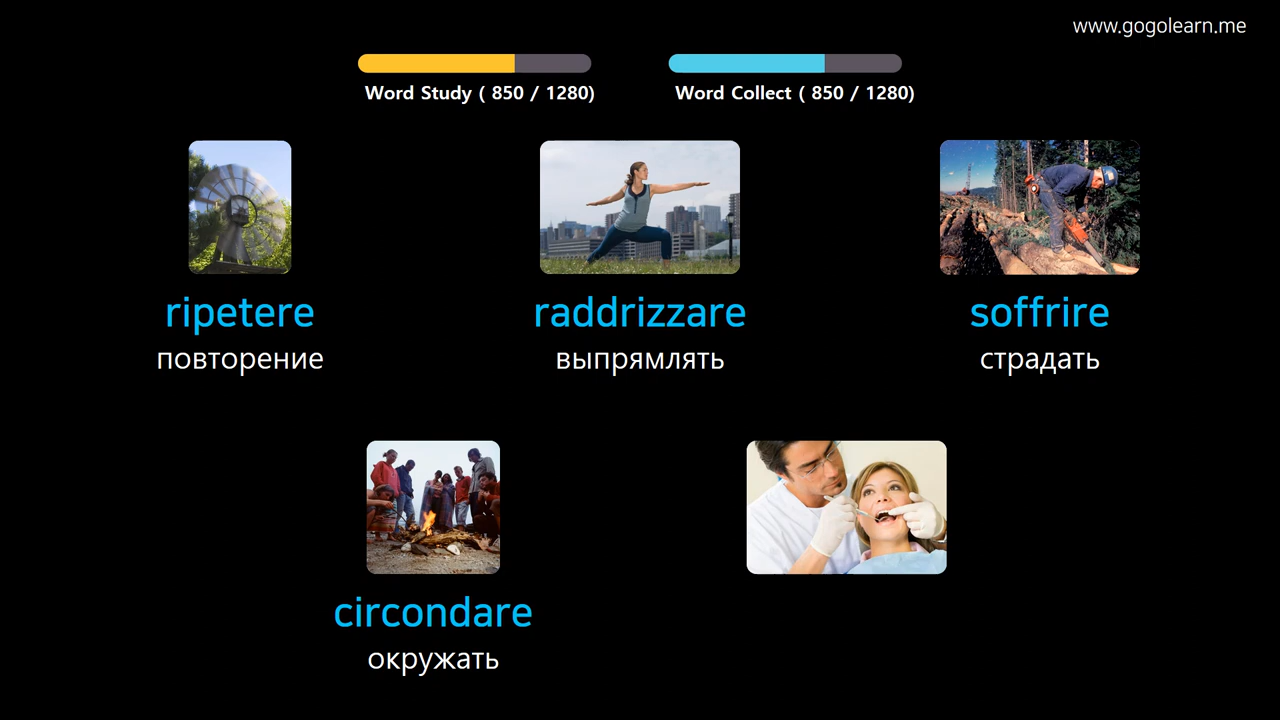 www.gogolearn.me
Word Study ( 850 / 1280)
Word Collect ( 850 / 1280)
ripetere
повторение
raddrizzare
выпрямлять
soffrire
страдать
circondare
окружать